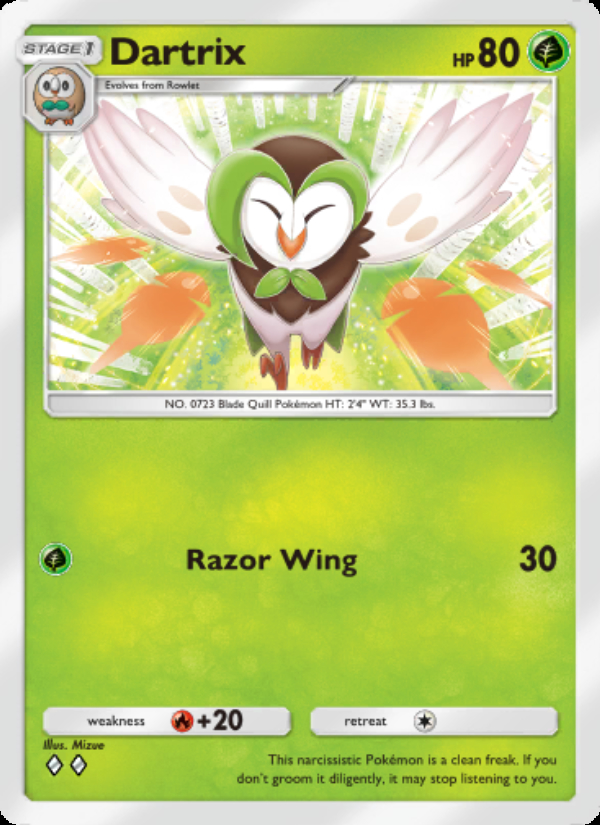 STAGE 1
Dartrix
HP 80
Evolves from Rowlet
NO. 0723 Blade Quill Pokémon HT: 2'4" WT: 35.3 lbs.
Razor Wing 30
weakness +20
retreat
Illus. Mizue
This narcissistic Pokémon is a clean freak. If you
don't groom it diligently, it may stop listening to you.